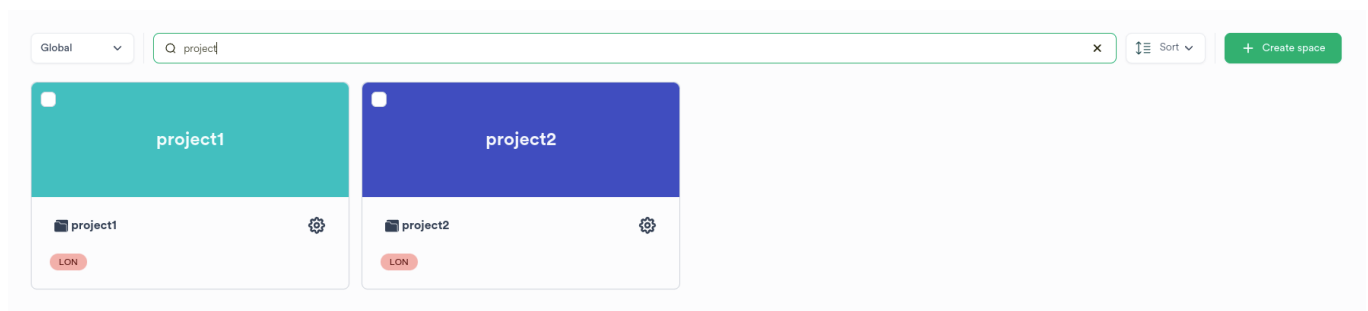 Global
project
Sort
+ Create space
project1
project2
project1
project2
LON
LON